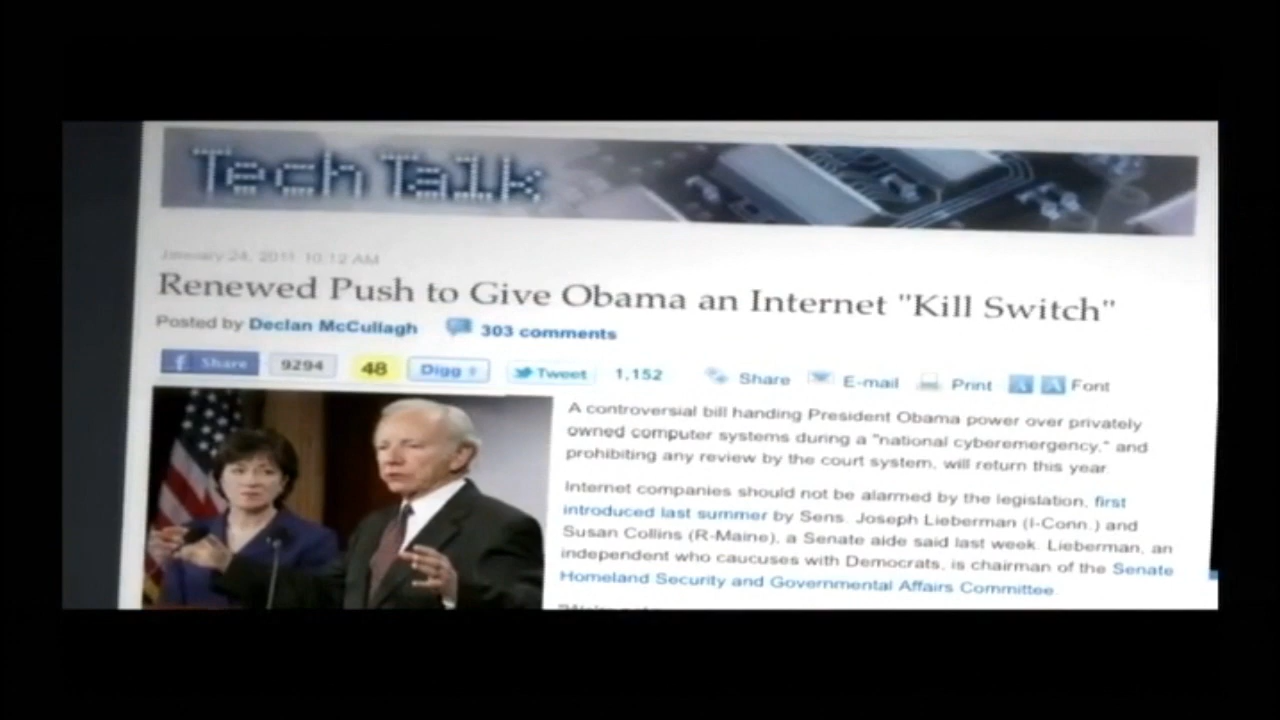 Tech Talk
January 24, 2011 10:12 AM
Renewed Push to Give Obama an Internet "Kill Switch"
Posted by Declan McCullagh 303 comments
f Share 9294 48 Digg Tweet 1,152 Share E-mail Print A A Font
A controversial bill handing President Obama power over privately
owned computer systems during a "national cyberemergency," and
prohibiting any review by the court system, will return this year.
Internet companies should not be alarmed by the legislation, first
introduced last summer by Sens. Joseph Lieberman (I-Conn.) and
Susan Collins (R-Maine), a Senate aide said last week. Lieberman, an
independent who caucuses with Democrats, is chairman of the Senate
Homeland Security and Governmental Affairs Committee.